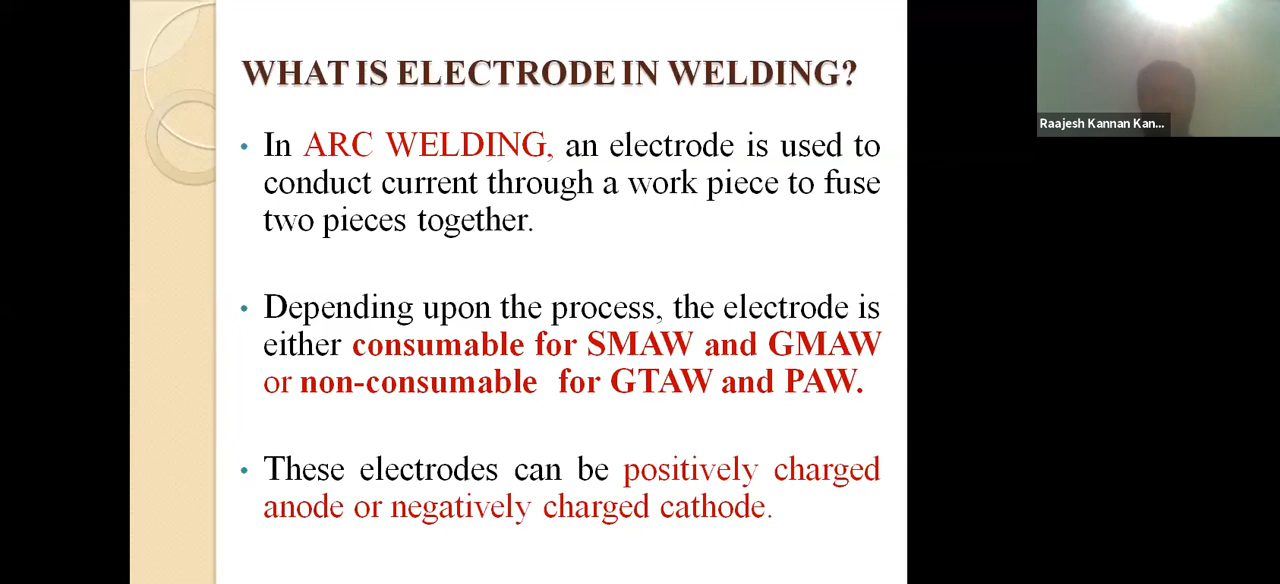 WHAT IS ELECTRODE IN WELDING?
• In ARC WELDING, an electrode is used to
conduct current through a work piece to fuse
two pieces together.
• Depending upon the process, the electrode is
either consumable for SMAW and GMAW
or non-consumable for GTAW and PAW.
• These electrodes can be positively charged
anode or negatively charged cathode.
Raajesh Kannan Kan...